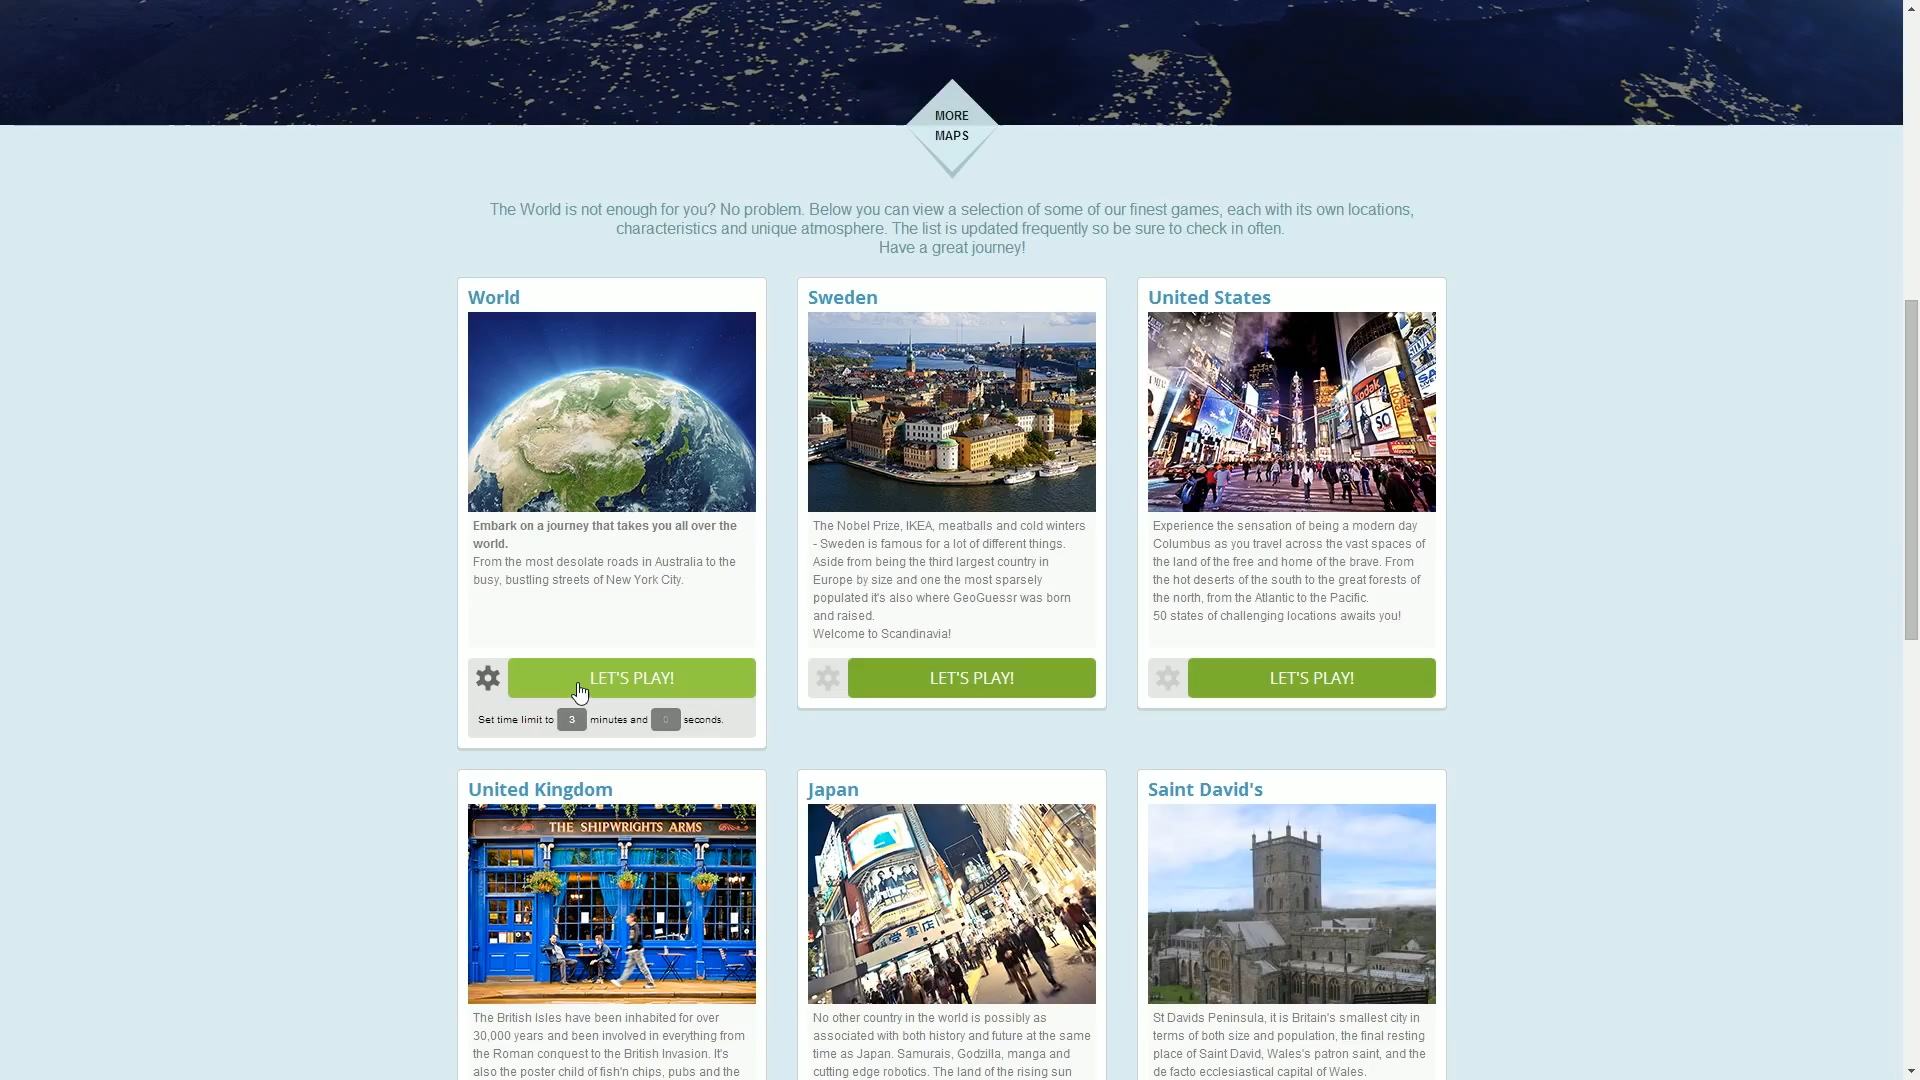 MORE
MAPS
The World is not enough for you? No problem. Below you can view a selection of some of our finest games, each with its own locations,
characteristics and unique atmosphere. The list is updated frequently so be sure to check in often.
Have a great journey!
World
Embark on a journey that takes you all over the
world.
From the most desolate roads in Australia to the
busy, bustling streets of New York City.
LET'S PLAY!
Set time limit to 3 minutes and 0 seconds.
Sweden
The Nobel Prize, IKEA, meatballs and cold winters
- Sweden is famous for a lot of different things.
Aside from being the third largest country in
Europe by size and one the most sparsely
populated it's also where GeoGuessr was born
and raised.
Welcome to Scandinavia!
LET'S PLAY!
United States
Kodak
SO
Experience the sensation of being a modern day
Columbus as you travel across the vast spaces of
the land of the free and home of the brave. From
the hot deserts of the south to the great forests of
the north, from the Atlantic to the Pacific.
50 states of challenging locations awaits you!
LET'S PLAY!
United Kingdom
THE SHIPWRIGHTS ARMS
The British Isles have been inhabited for over
30,000 years and been involved in everything from
the Roman conquest to the British Invasion. It's
also the poster child of fish'n chips, pubs and the
Japan
No other country in the world is possibly as
associated with both history and future at the same
time as Japan. Samurais, Godzilla, manga and
cutting edge robotics. The land of the rising sun
Saint David's
St Davids Peninsula, it is Britain's smallest city in
terms of both size and population, the final resting
place of Saint David, Wales's patron saint, and the
de facto ecclesiastical capital of Wales.